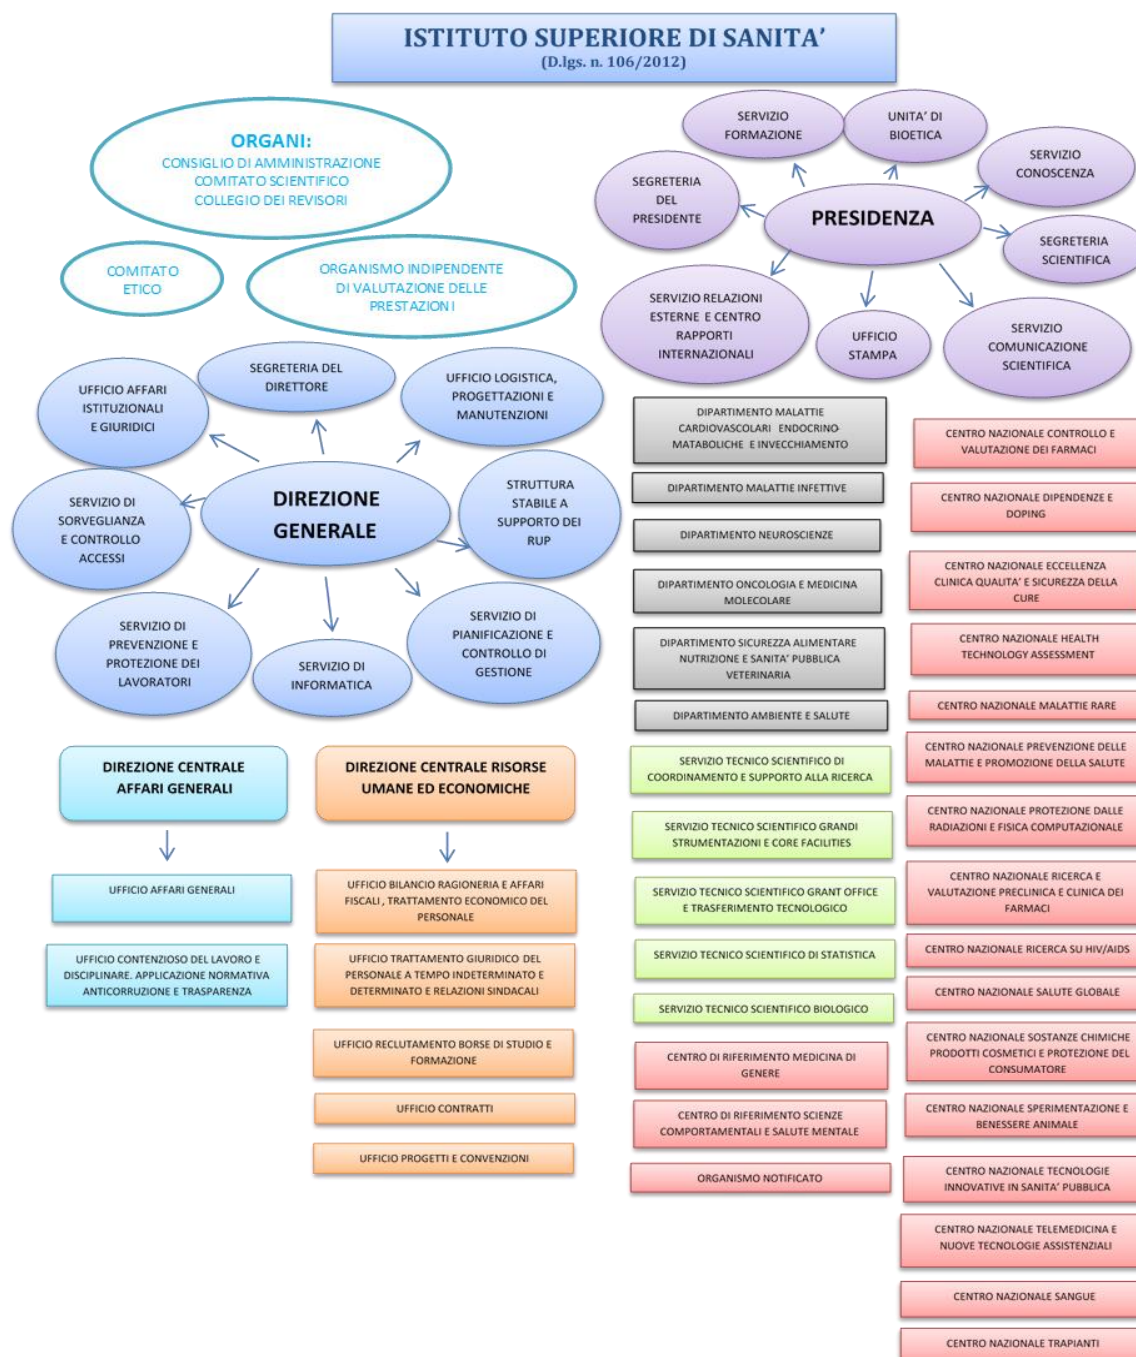 ISTITUTO SUPERIORE DI SANITA’
(D.lgs. n. 106/2012)
ORGANI:
CONSIGLIO DI AMMINISTRAZIONE
COMITATO SCIENTIFICO
COLLEGIO DEI REVISORI
COMITATO
ETICO
ORGANISMO INDIPENDENTE
DI VALUTAZIONE DELLE
PRESTAZIONI
SERVIZIO
FORMAZIONE
UNITA’ DI
BIOETICA
SERVIZIO
CONOSCENZA
SEGRETERIA
DEL
PRESIDENTE
PRESIDENZA
SEGRETERIA
SCIENTIFICA
SERVIZIO RELAZIONI
ESTERNE E CENTRO
RAPPORTI
INTERNAZIONALI
UFFICIO
STAMPA
SERVIZIO
COMUNICAZIONE
SCIENTIFICA
UFFICIO AFFARI
ISTITUZIONALI
E GIURIDICI
SEGRETERIA DEL
DIRETTORE
UFFICIO LOGISTICA,
PROGETTAZIONI E
MANUTENZIONI
SERVIZIO DI
SORVEGLIANZA
E CONTROLLO
ACCESSI
DIREZIONE
GENERALE
STRUTTURA
STABILE A
SUPPORTO DEI
RUP
SERVIZIO DI
PREVENZIONE E
PROTEZIONE DEI
LAVORATORI
SERVIZIO DI
INFORMATICA
SERVIZIO DI
PIANIFICAZIONE E
CONTROLLO DI
GESTIONE
DIREZIONE CENTRALE
AFFARI GENERALI
UFFICIO AFFARI GENERALI
UFFICIO CONTENZIOSO DEL LAVORO E
DISCIPLINARE. APPLICAZIONE NORMATIVA
ANTICORRUZIONE E TRASPARENZA
DIREZIONE CENTRALE RISORSE
UMANE ED ECONOMICHE
UFFICIO BILANCIO RAGIONERIA E AFFARI
FISCALI , TRATTAMENTO ECONOMICO DEL
PERSONALE
UFFICIO TRATTAMENTO GIURIDICO DEL
PERSONALE A TEMPO INDETERMINATO E
DETERMINATO E RELAZIONI SINDACALI
UFFICIO RECLUTAMENTO BORSE DI STUDIO E
FORMAZIONE
UFFICIO CONTRATTI
UFFICIO PROGETTI E CONVENZIONI
DIPARTIMENTO MALATTIE
CARDIOVASCOLARI ENDOCRINO-
MATABOLICHE E INVECCHIAMENTO
DIPARTIMENTO MALATTIE INFETTIVE
DIPARTIMENTO NEUROSCIENZE
DIPARTIMENTO ONCOLOGIA E MEDICINA
MOLECOLARE
DIPARTIMENTO SICUREZZA ALIMENTARE
NUTRIZIONE E SANITA’ PUBBLICA
VETERINARIA
DIPARTIMENTO AMBIENTE E SALUTE
SERVIZIO TECNICO SCIENTIFICO DI
COORDINAMENTO E SUPPORTO ALLA RICERCA
SERVIZIO TECNICO SCIENTIFICO GRANDI
STRUMENTAZIONI E CORE FACILITIES
SERVIZIO TECNICO SCIENTIFICO GRANT OFFICE
E TRASFERIMENTO TECNOLOGICO
SERVIZIO TECNICO SCIENTIFICO DI STATISTICA
SERVIZIO TECNICO SCIENTIFICO BIOLOGICO
CENTRO DI RIFERIMENTO MEDICINA DI
GENERE
CENTRO DI RIFERIMENTO SCIENZE
COMPORTAMENTALI E SALUTE MENTALE
ORGANISMO NOTIFICATO
CENTRO NAZIONALE CONTROLLO E
VALUTAZIONE DEI FARMACI
CENTRO NAZIONALE DIPENDENZE E
DOPING
CENTRO NAZIONALE ECCELLENZA
CLINICA QUALITA’ E SICUREZZA DELLA
CURE
CENTRO NAZIONALE HEALTH
TECHNOLOGY ASSESSMENT
CENTRO NAZIONALE MALATTIE RARE
CENTRO NAZIONALE PREVENZIONE DELLE
MALATTIE E PROMOZIONE DELLA SALUTE
CENTRO NAZIONALE PROTEZIONE DALLE
RADIAZIONI E FISICA COMPUTAZIONALE
CENTRO NAZIONALE RICERCA E
VALUTAZIONE PRECLINICA E CLINICA DEI
FARMACI
CENTRO NAZIONALE RICERCA SU HIV/AIDS
CENTRO NAZIONALE SALUTE GLOBALE
CENTRO NAZIONALE SOSTANZE CHIMICHE
PRODOTTI COSMETICI E PROTEZIONE DEL
CONSUMATORE
CENTRO NAZIONALE SPERIMENTAZIONE E
BENESSERE ANIMALE
CENTRO NAZIONALE TECNOLOGIE
INNOVATIVE IN SANITA’ PUBBLICA
CENTRO NAZIONALE TELEMEDICINA E
NUOVE TECNOLOGIE ASSISTENZIALI
CENTRO NAZIONALE SANGUE
CENTRO NAZIONALE TRAPIANTI